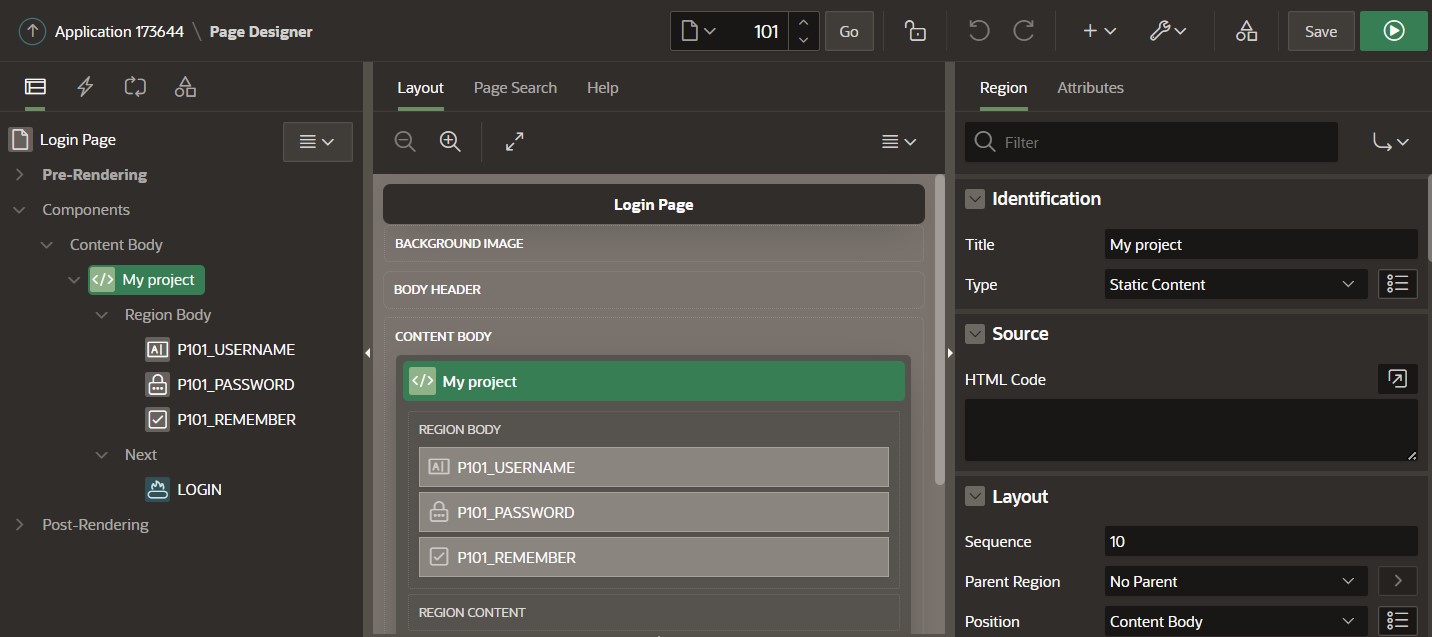 Application 173644 \ Page Designer
101
Go
Save
Login Page
Pre-Rendering
Components
Content Body
</> My project
Region Body
P101_USERNAME
P101_PASSWORD
P101_REMEMBER
Next
LOGIN
Post-Rendering
Layout Page Search Help
Login Page
BACKGROUND IMAGE
BODY HEADER
CONTENT BODY
</> My project
REGION BODY
P101_USERNAME
P101_PASSWORD
P101_REMEMBER
REGION CONTENT
Region Attributes
Filter
Identification
Title My project
Type Static Content
Source
HTML Code
Layout
Sequence 10
Parent Region No Parent
Position Content Body